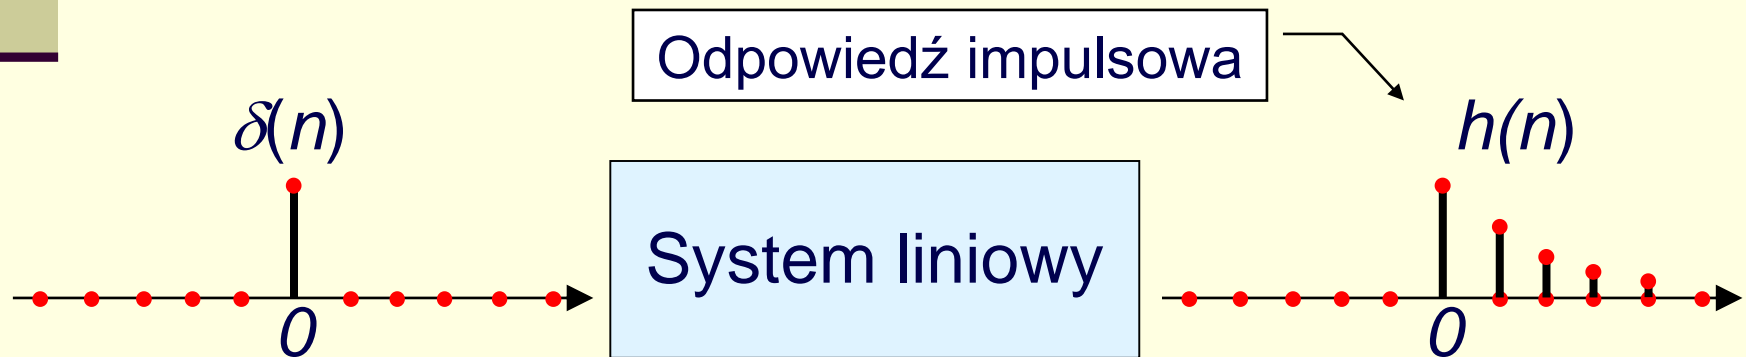 Odpowiedź impulsowa
δ(n)
h(n)
System liniowy
0
0